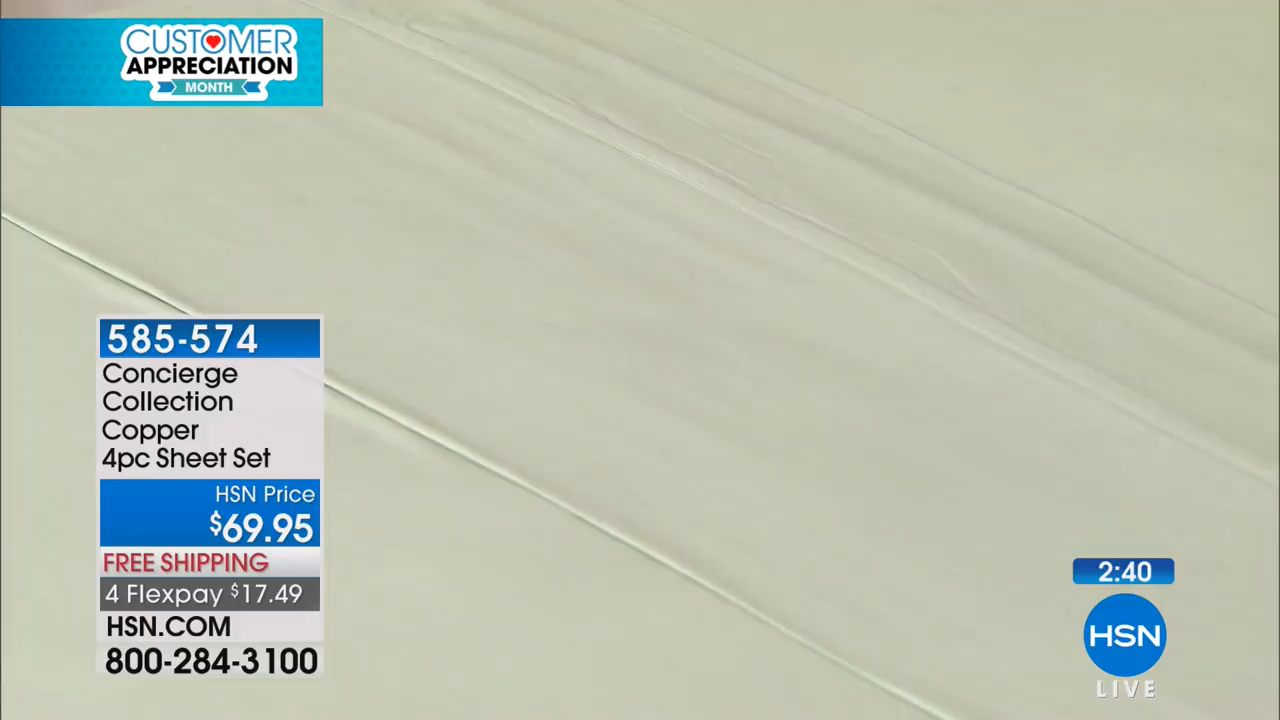 CUSTOMER
APPRECIATION
MONTH
585-574
Concierge
Collection
Copper
4pc Sheet Set
HSN Price
$69.95
FREE SHIPPING
4 Flexpay $17.49
HSN.COM
800-284-3100
2:40
HSN
LIVE